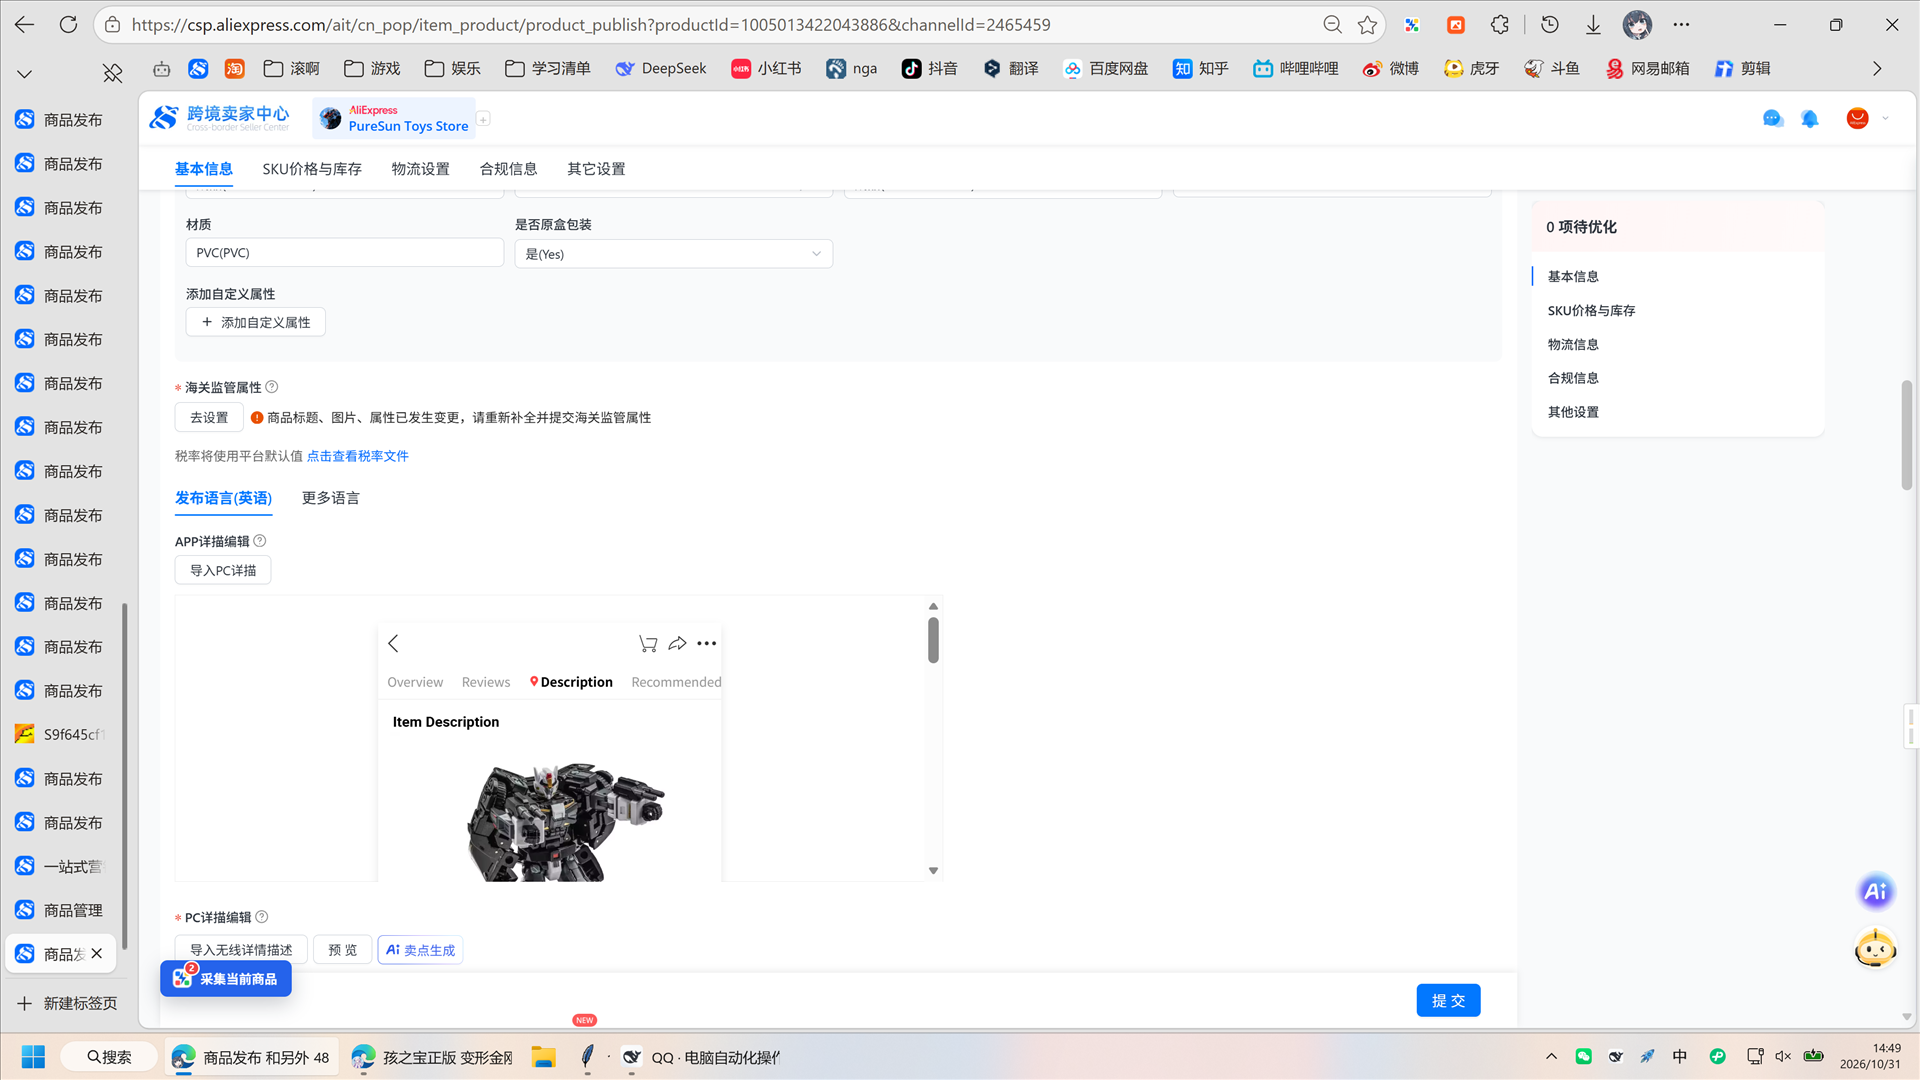 https://csp.aliexpress.com/ait/cn_pop/item_product/product_publish?productId=1005013422043886&channelId=2465459
滚啊 游戏 娱乐 学习清单 DeepSeek 小红书 nga 抖音 翻译 百度网盘 知乎 哔哩哔哩 微博 虎牙 斗鱼 网易邮箱 剪辑
商品发布
商品发布
商品发布
商品发布
商品发布
商品发布
商品发布
商品发布
商品发布
商品发布
商品发布
商品发布
商品发布
商品发布
S9f645cf1
商品发布
商品发布
一站式营
商品管理
商品发
新建标签页
跨境卖家中心
Cross-border Seller Center
AliExpress
PureSun Toys Store
基本信息 SKU价格与库存 物流设置 合规信息 其它设置
材质 是否原盒包装
PVC(PVC) 是(Yes)
添加自定义属性
添加自定义属性
* 海关监管属性
去设置 商品标题、图片、属性已发生变更，请重新补全并提交海关监管属性
税率将使用平台默认值 点击查看税率文件
发布语言(英语) 更多语言
APP详描编辑
导入PC详描
Overview Reviews Description Recommended
Item Description
* PC详描编辑
导入无线详情描述 预 览 Ai 卖点生成
2 采集当前商品
提 交
0 项待优化
基本信息
SKU价格与库存
物流信息
合规信息
其他设置
Ai
NEW
搜索 商品发布 和另外 48 孩之宝正版 变形金刚 QQ · 电脑自动化操作
中
14:49
2026/10/31